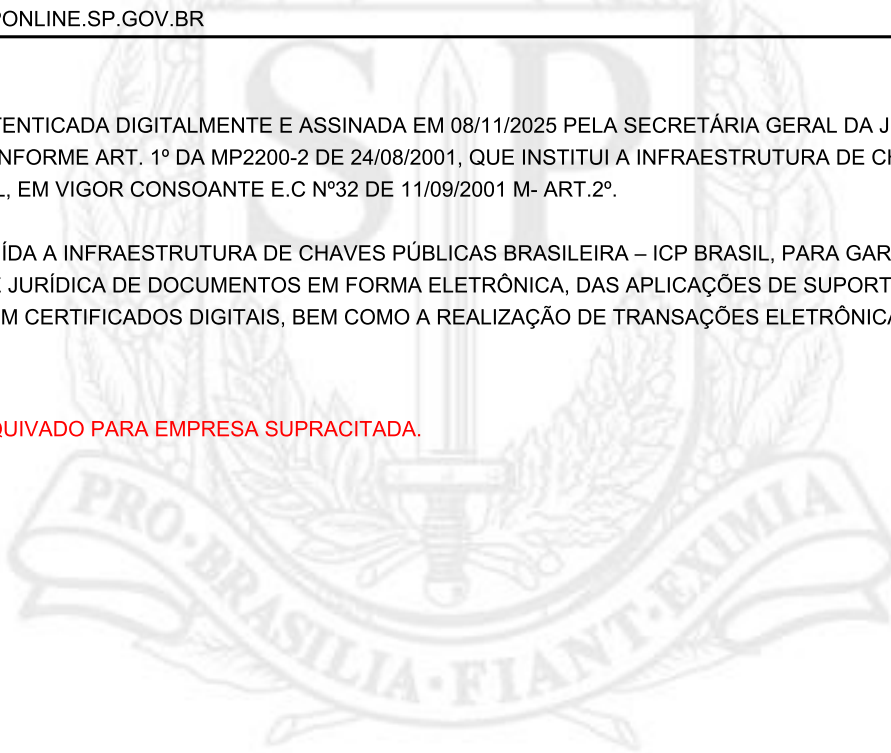 PONLINE.SP.GOV.BR
TENTICADA DIGITALMENTE E ASSINADA EM 08/11/2025 PELA SECRETÁRIA GERAL DA J
NFORME ART. 1º DA MP2200-2 DE 24/08/2001, QUE INSTITUI A INFRAESTRUTURA DE CH
L, EM VIGOR CONSOANTE E.C Nº32 DE 11/09/2001 M- ART.2º.
ÍDA A INFRAESTRUTURA DE CHAVES PÚBLICAS BRASILEIRA – ICP BRASIL, PARA GAR
E JURÍDICA DE DOCUMENTOS EM FORMA ELETRÔNICA, DAS APLICAÇÕES DE SUPORT
M CERTIFICADOS DIGITAIS, BEM COMO A REALIZAÇÃO DE TRANSAÇÕES ELETRÔNICA
QUIVADO PARA EMPRESA SUPRACITADA.
SP
PRO·BRASILIA·FIANT·EXIMIA